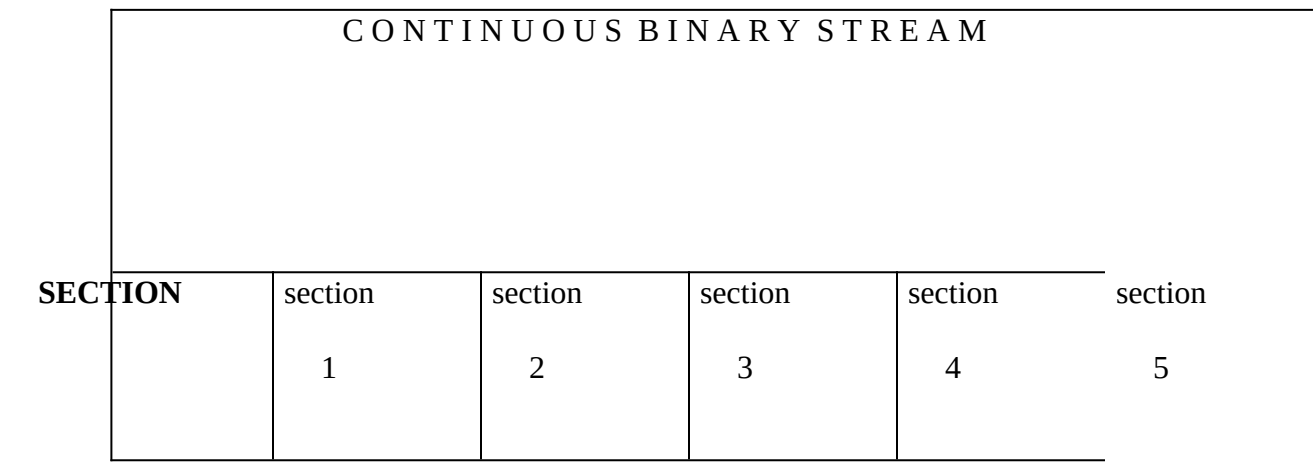 C O N T I N U O U S B I N A R Y S T R E A M
SECTION section section section section section
1 2 3 4 5